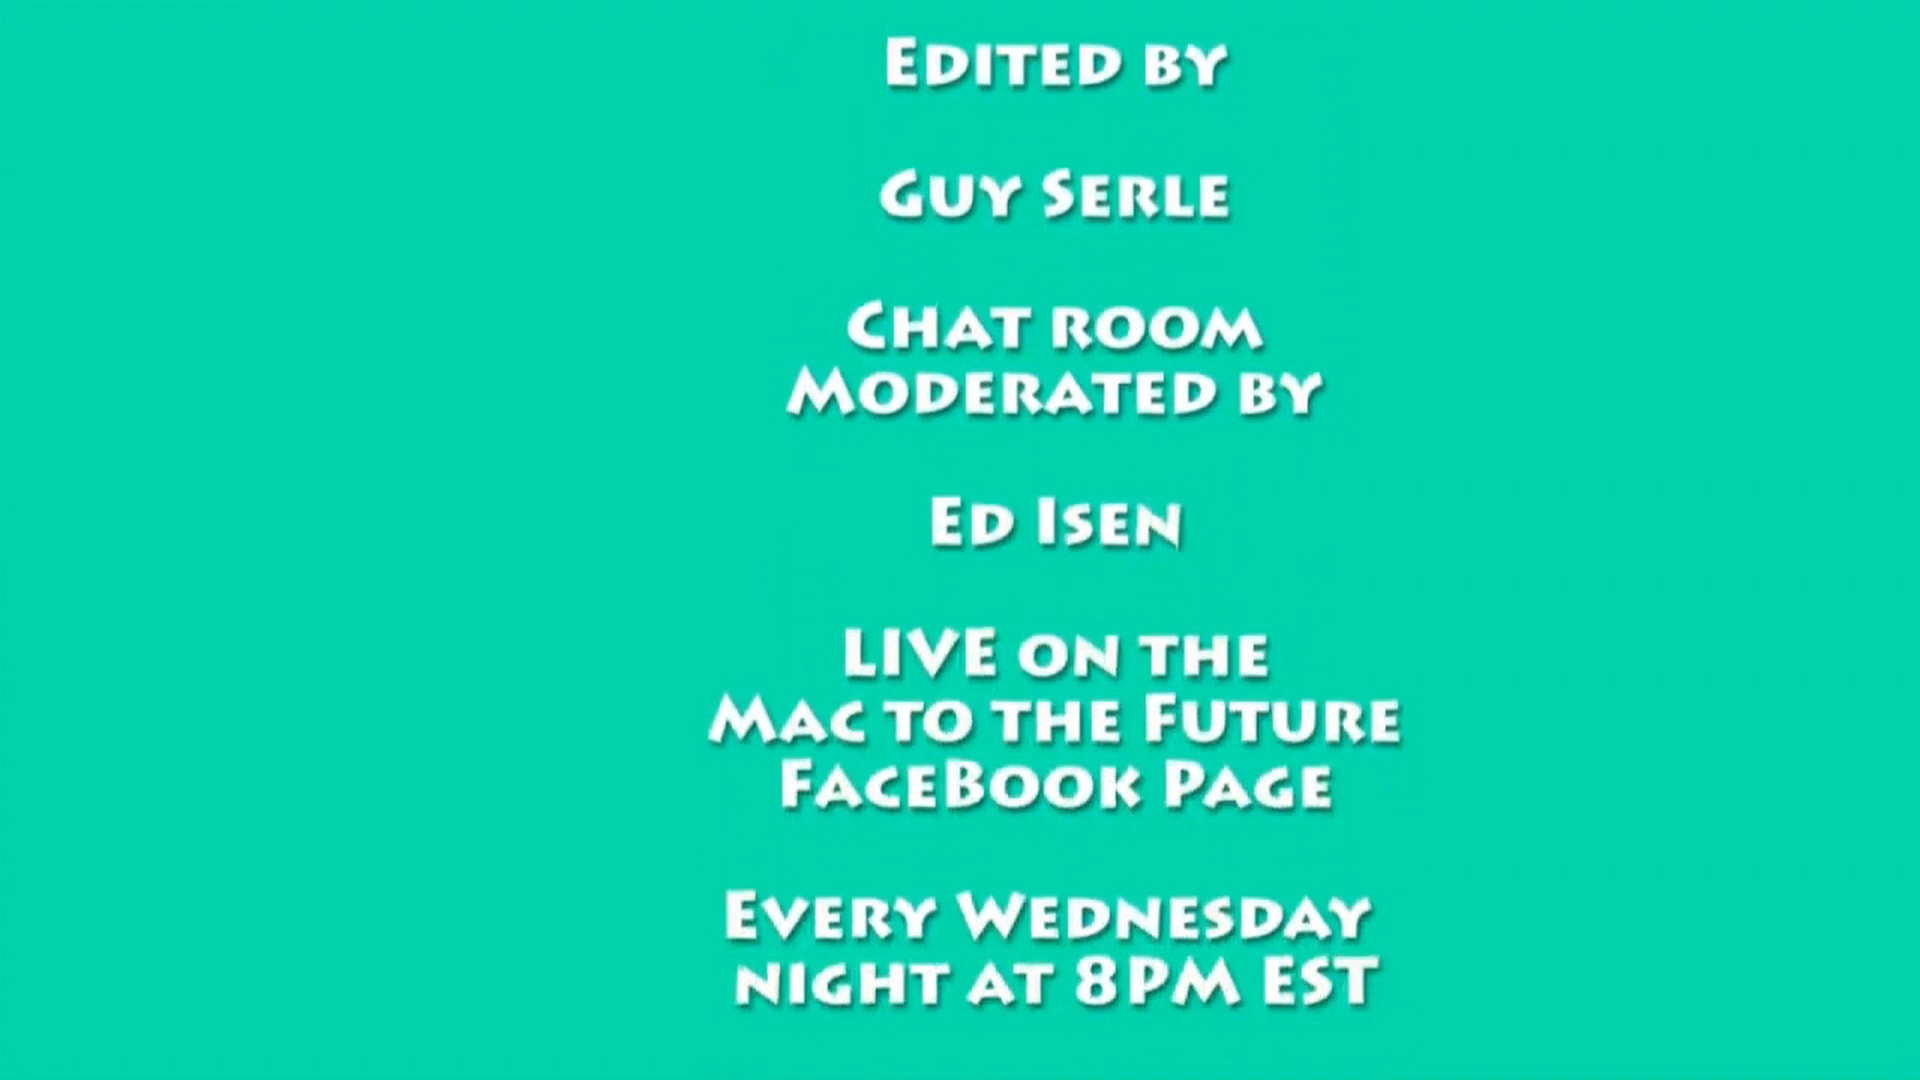 Edited by
Guy Serle
Chat room
Moderated by
Ed Isen
LIVE on the
Mac to the Future
FaceBook Page
Every Wednesday
night at 8PM EST